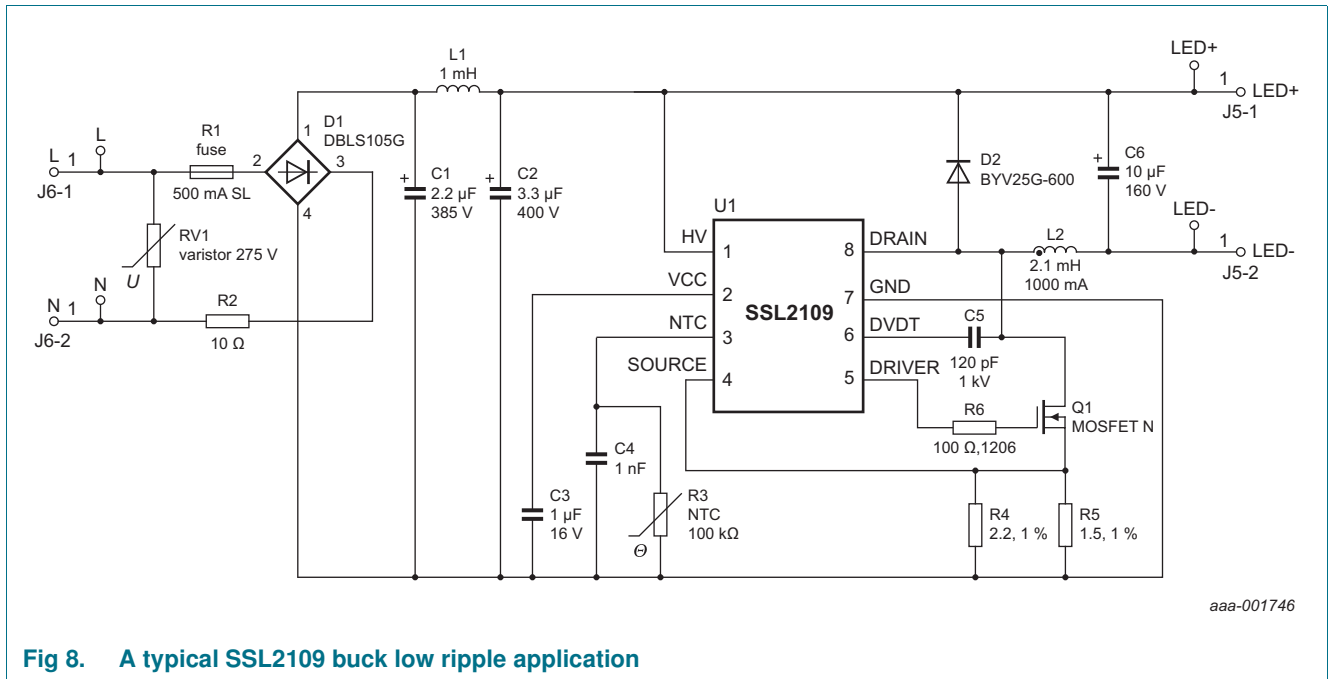 L1
1 mH
LED+
1
LED+
J5-1
D1
DBLS105G
1
R1
fuse
L
L 1
2
3
J6-1
500 mA SL
4
C1
2.2 µF
385 V
+
C2
3.3 µF
400 V
+
D2
BYV25G-600
+
C6
10 µF
160 V
RV1
varistor 275 V
U
U1
HV
1
VCC
2
NTC
3
SOURCE
4
SSL2109
8
DRAIN
7
GND
6
DVDT
5
DRIVER
L2
2.1 mH
1000 mA
LED-
1
LED-
J5-2
N
N 1
J6-2
R2
10 Ω
C5
120 pF
1 kV
R6
100 Ω,1206
Q1
MOSFET N
C4
1 nF
C3
1 µF
16 V
R3
NTC
100 kΩ
Θ
R4
2.2, 1 %
R5
1.5, 1 %
aaa-001746
Fig 8. A typical SSL2109 buck low ripple application